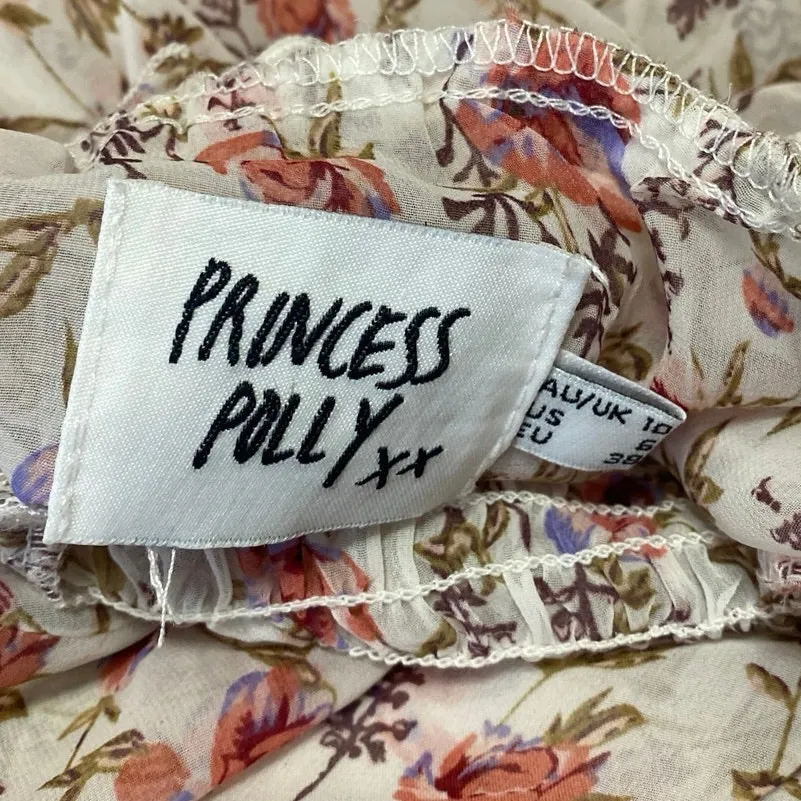 PRINCESS
POLLY xx
AU/UK 10
US 6
EU 38